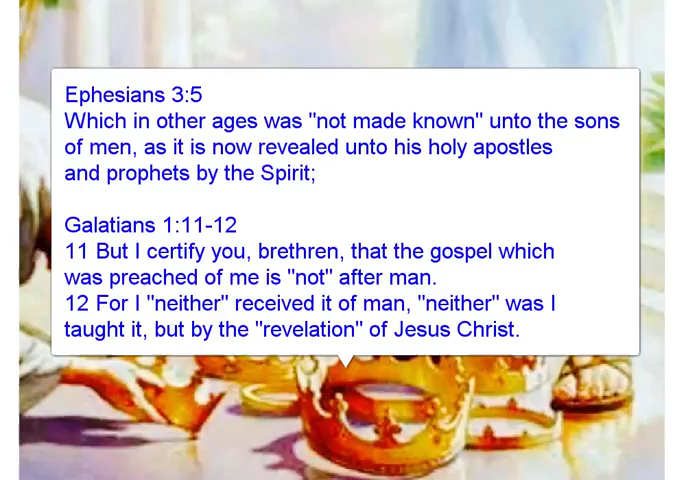 Ephesians 3:5
Which in other ages was "not made known" unto the sons
of men, as it is now revealed unto his holy apostles
and prophets by the Spirit;
Galatians 1:11-12
11 But I certify you, brethren, that the gospel which
was preached of me is "not" after man.
12 For I "neither" received it of man, "neither" was I
taught it, but by the "revelation" of Jesus Christ.